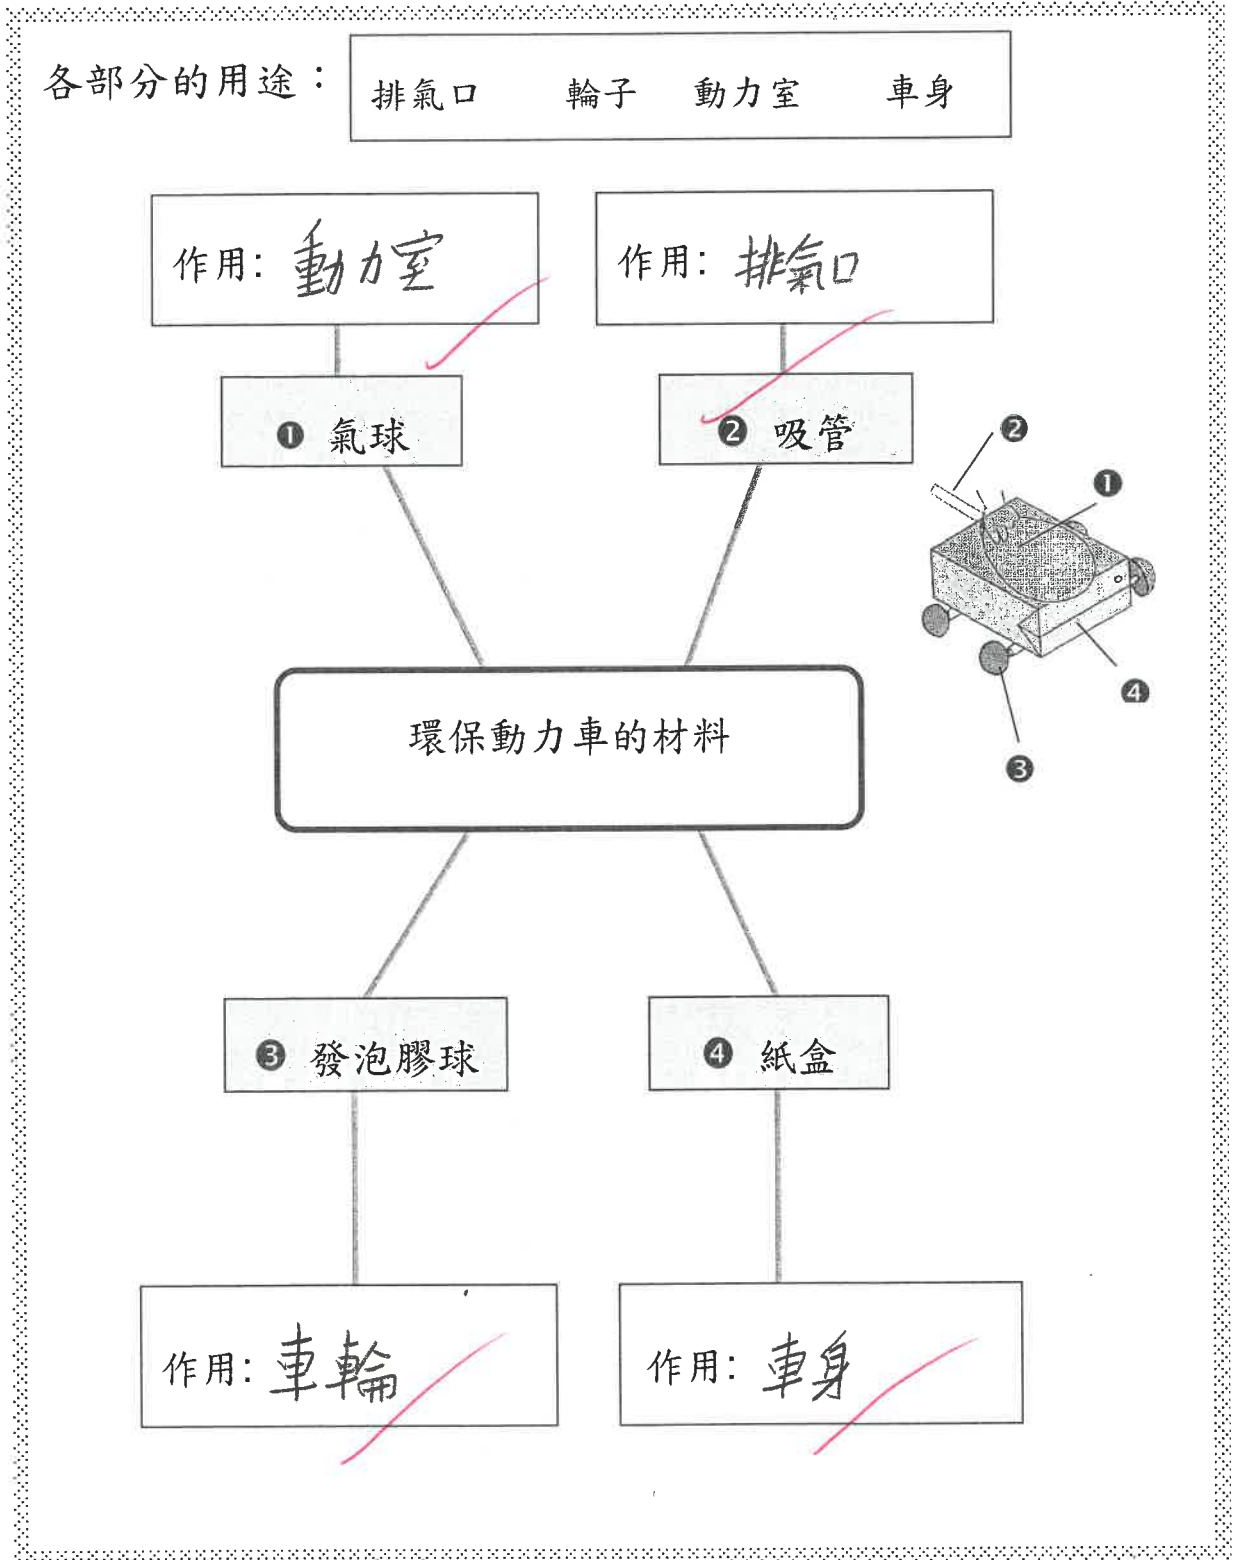 各部分的用途：
排氣口 輪子 動力室 車身
作用: 動力室
作用: 排氣口
❶ 氣球
❷ 吸管
❷
❶
環保動力車的材料
❹
❸
❸ 發泡膠球
❹ 紙盒
作用: 車輪
作用: 車身